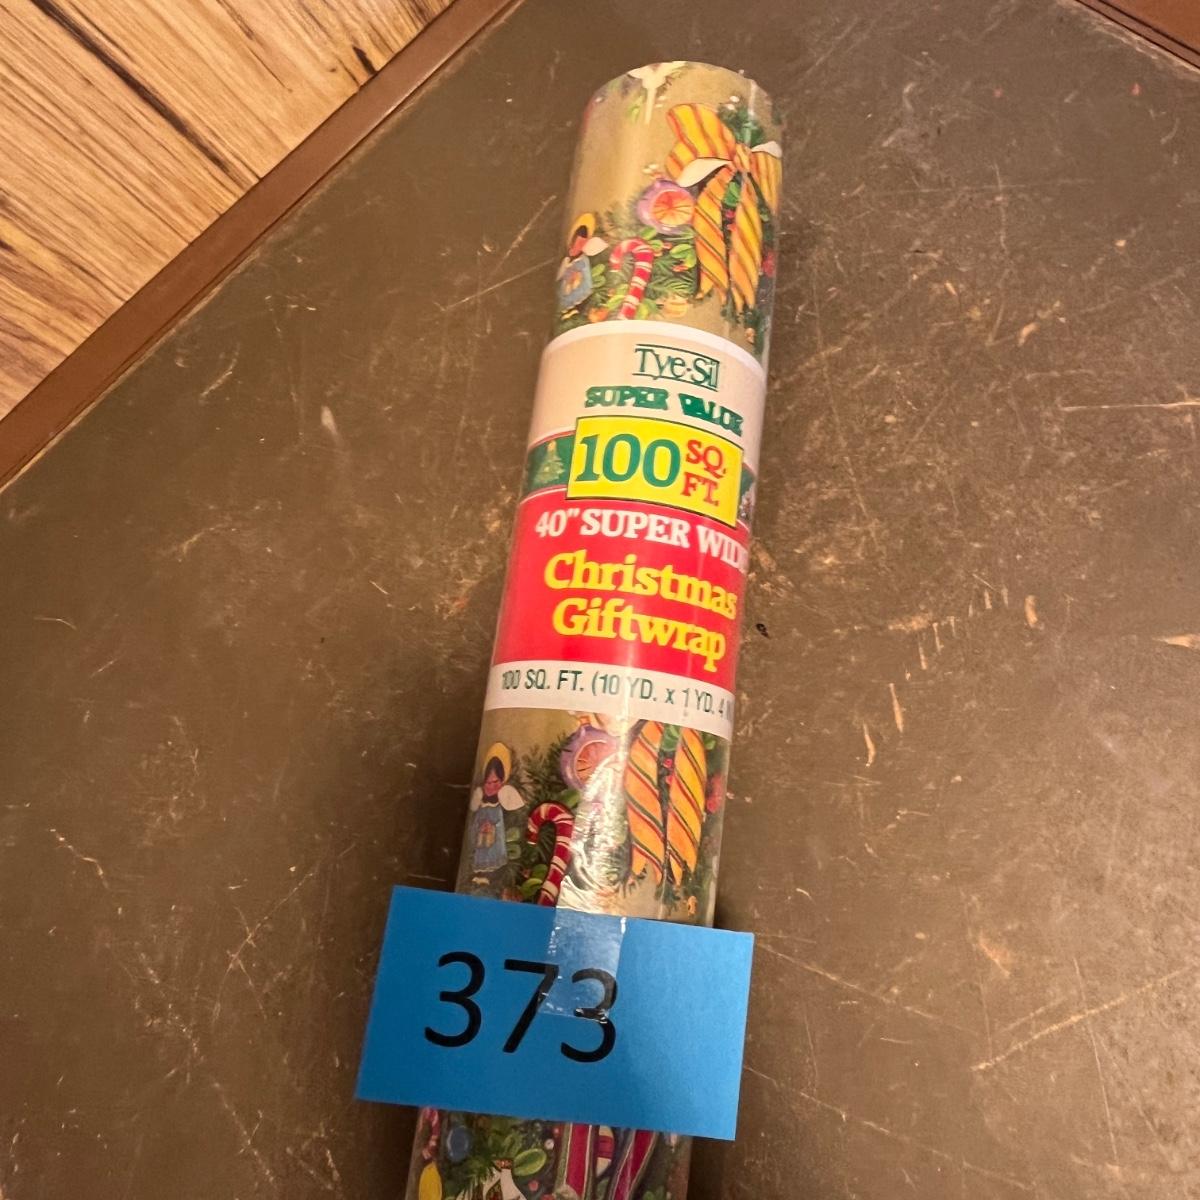 Tye-Sil
SUPER VALUE
100 SQ. FT.
40" SUPER WIDE
Christmas
Giftwrap
100 SQ. FT. (10 YD. x 1 YD. 4
373